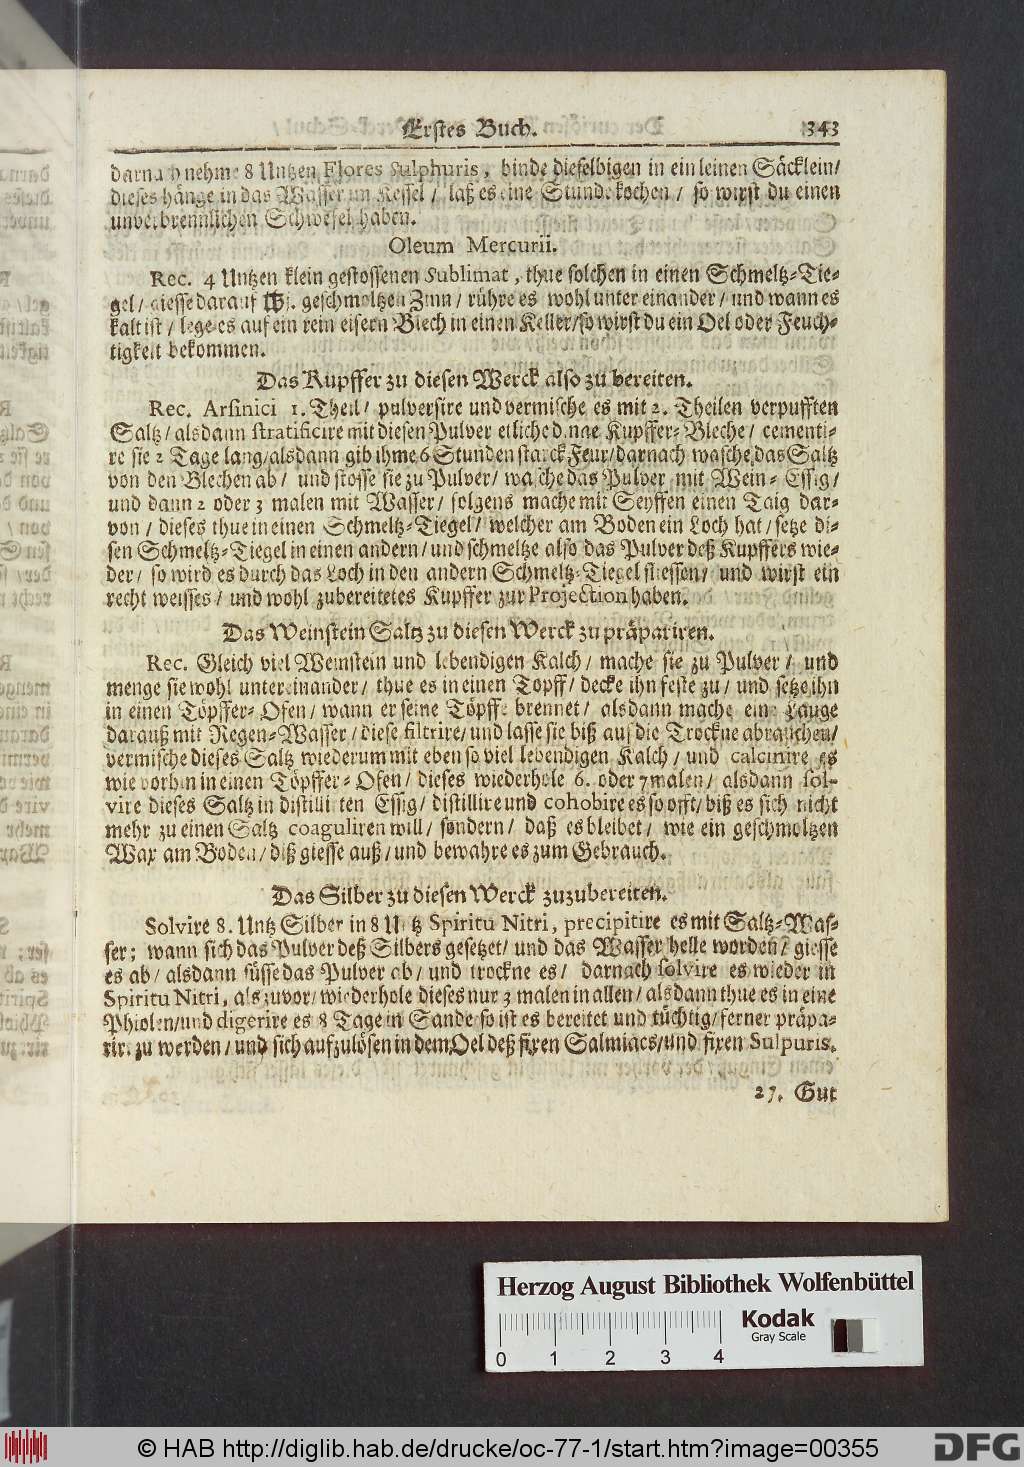 Erstes Buch. 343
darnach nehme 8 Untzen Flores Sulphuris, binde dieselbigen in ein leinen Säcklein/
dieses hänge in das Wasser im Kessel / laß es eine Stunde kochen / so wirst du einen
unverbrennlichen Schwefel haben.
Oleum Mercurii.
Rec. 4 Untzen klein gestossenen Sublimat, thue solchen in einen Schmeltz-Tie-
gel/ giesse darauf ℔j. geschmoltzen Zinn / rühre es wohl unter einander / und wann es
kalt ist / lege es auf ein rein eisern Blech in einen Keller/so wirst du ein Oel oder Feuch-
tigkeit bekommen.
Das Kupffer zu diesen Werck also zu bereiten.
Rec. Arsinici 1. Theil/ pulversire und vermische es mit 2. Theilen verpufften
Saltz/ alsdann stratificire mit diesen Pulver etliche dünne Kupffer-Bleche/ cementi-
re sie 2 Tage lang/alsdann gib ihme 6 Stunden starck Feur/darnach wasche das Saltz
von den Blechen ab/ und stosse sie zu Pulver/ wasche das Pulver mit Wein-Essig/
und dann 2 oder 3 malen mit Wasser/ folgens mache mit Seyffen einen Taig dar-
von / dieses thue in einen Schmeltz-Tiegel/ welcher am Boden ein Loch hat/ setze di-
sen Schmeltz-Tiegel in einen andern/ und schmeltze also das Pulver deß Kupffers wie-
der/ so wird es durch das Loch in den andern Schmeltz-Tiegel fliessen/ und wirst ein
recht weisses/ und wohl zubereitetes Kupffer zur Projection haben.
Das Weinstein Saltz zu diesen Werck zu präpariren.
Rec. Gleich viel Weinstein und lebendigen Kalch/ mache sie zu Pulver/ und
menge sie wohl untereinander/ thue es in einen Topff/ decke ihn feste zu/ und setze ihn
in einen Töpffer-Ofen/ wann er seine Töpffe brennet/ alsdann mache eine Lauge
darauß mit Regen-Wasser/ diese filtrire/ und lasse sie biß auf die Trockne abrauchen/
vermische dieses Saltz wiederum mit eben so viel lebendigen Kalch/ und calcinire es
wie vorhin in einen Töpffer-Ofen/ dieses wiederhole 6. oder 7 malen/ alsdann sol-
vire dieses Saltz in distillirten Essig/ distillire und cohobire es so offt/ biß es sich nicht
mehr zu einen Saltz coaguliren will/ sondern/ daß es bleibet/ wie ein geschmoltzen
Wax am Boden/ diß giesse auß/ und bewahre es zum Gebrauch.
Das Silber zu diesen Werck zuzubereiten.
Solvire 8. Untz Silber in 8 Untz Spiritu Nitri, precipitire es mit Saltz-Was-
ser; wann sich das Pulver deß Silbers gesetzet/ und das Wasser helle worden/ giesse
es ab/ alsdann süsse das Pulver ab/ und trockne es/ darnach solvire es wieder in
Spiritu Nitri, als zuvor/ wiederhole dieses nur 3 malen in allen/ alsdann thue es in eine
Phiolen/und digerire es 8 Tage in Sande so ist es bereitet und tüchtig/ ferner präpa-
rirt zu werden/ und sich aufzulösen in dem Oel deß fixen Salmiacs/und fixen Sulpuris.
27. Gut
Herzog August Bibliothek Wolfenbüttel
Kodak
Gray Scale
0 1 2 3 4
© HAB http://diglib.hab.de/drucke/oc-77-1/start.htm?image=00355
DFG